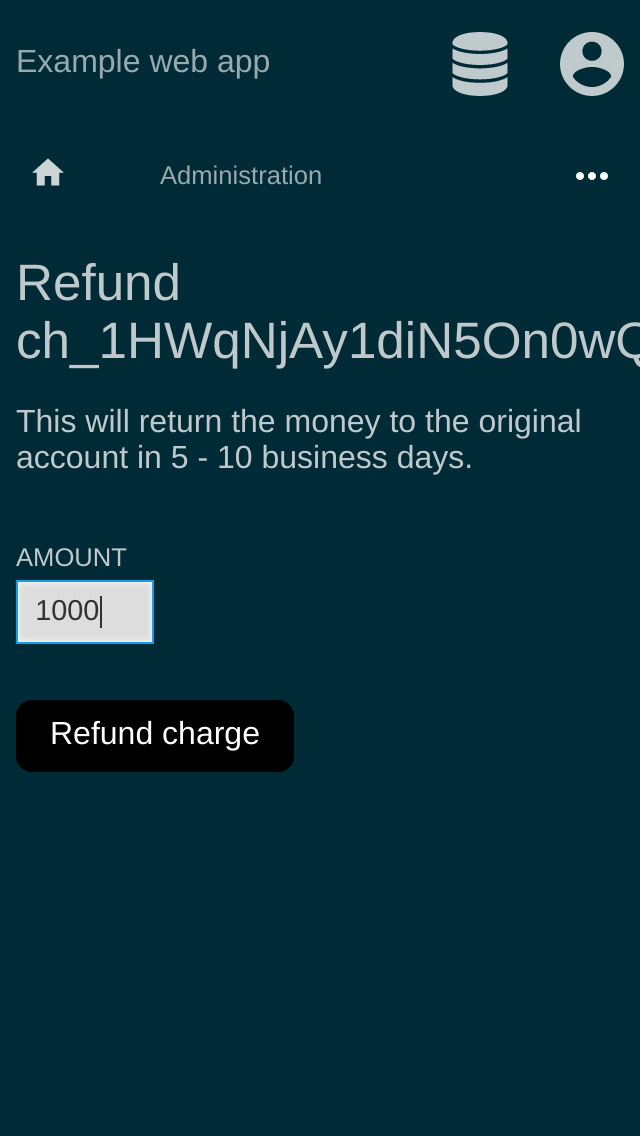 Example web app
Administration
Refund
ch_1HWqNjAy1diN5On0wQ
This will return the money to the original
account in 5 - 10 business days.
AMOUNT
1000
Refund charge